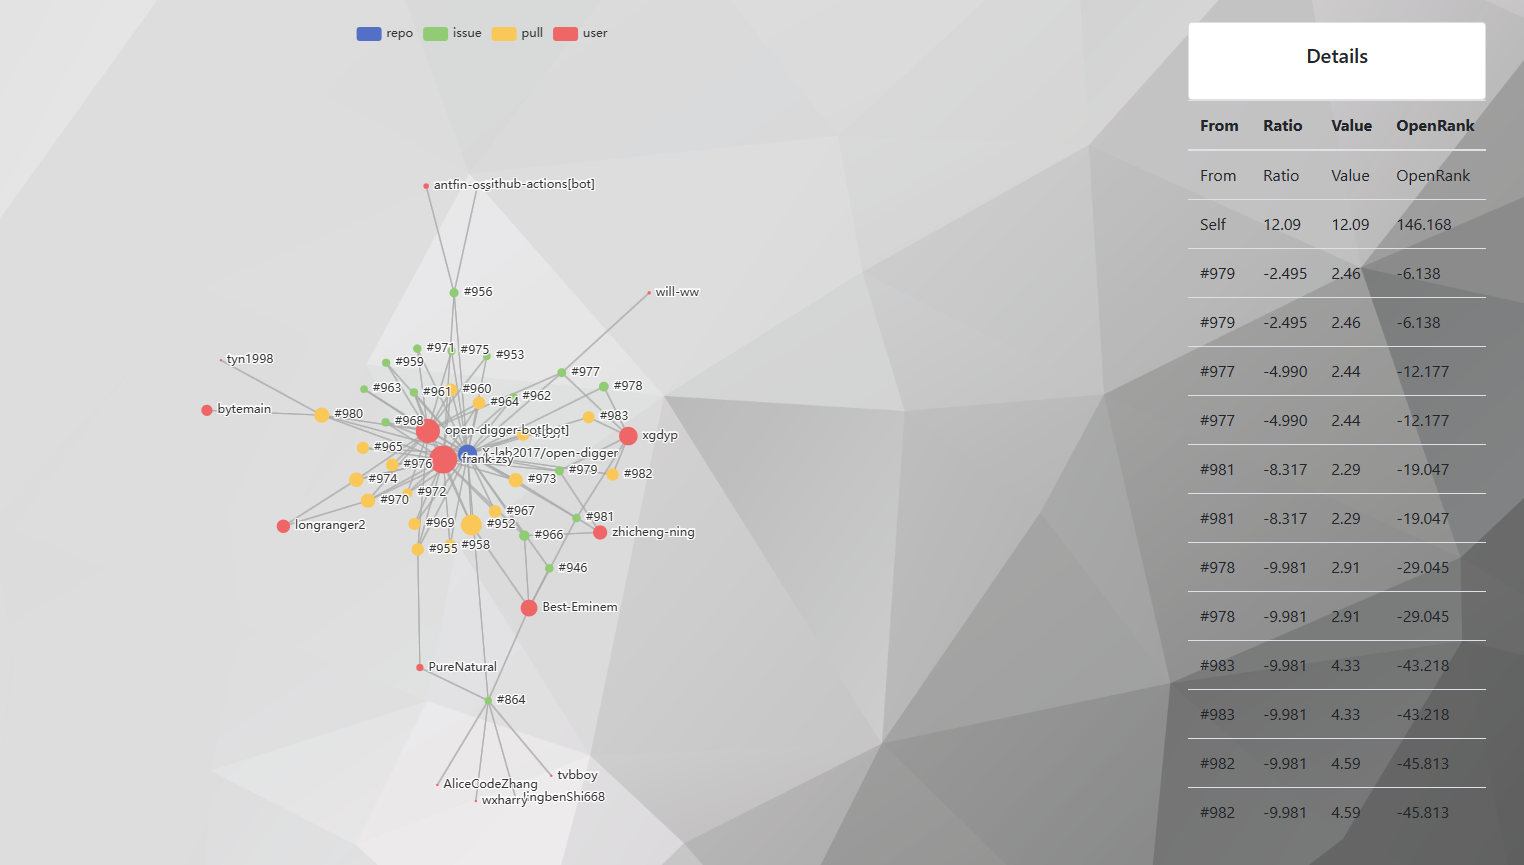 repo issue pull user
Details
From Ratio Value OpenRank
From Ratio Value OpenRank
Self 12.09 12.09 146.168
#979 -2.495 2.46 -6.138
#979 -2.495 2.46 -6.138
#977 -4.990 2.44 -12.177
#977 -4.990 2.44 -12.177
#981 -8.317 2.29 -19.047
#981 -8.317 2.29 -19.047
#978 -9.981 2.91 -29.045
#978 -9.981 2.91 -29.045
#983 -9.981 4.33 -43.218
#983 -9.981 4.33 -43.218
#982 -9.981 4.59 -45.813
#982 -9.981 4.59 -45.813
ithub-actions[bot]
#956
will-ww
#971
#975
#953
tyn1998
#959
#977
#963
#961
#960
#978
#964
#962
bytemain
#980
#968
#983
open-digger-bot[bot]
xgdyp
#965
X-lab2017/open-digger
frank-zsy
#976
#979
#982
#974
#973
#972
#970
#967
longranger2
#969
#952
#981
#966
zhicheng-ning
#955
#958
#946
Best-Eminem
PureNatural
#864
tvbboy
AliceCodeZhang
wxharry
ingbenShi668